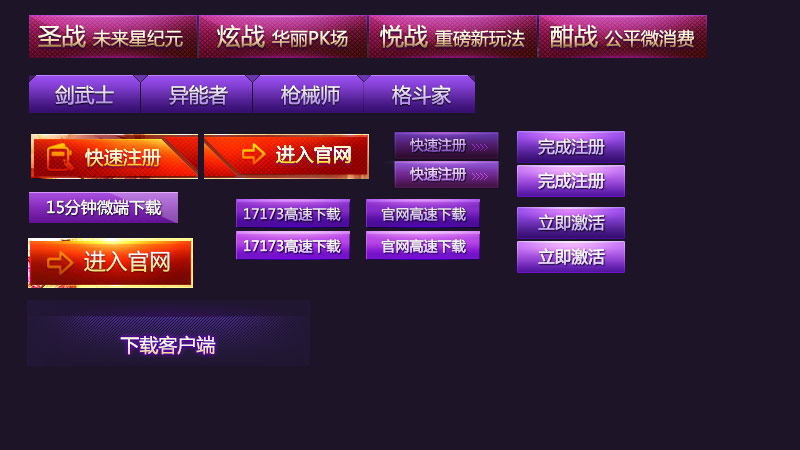 圣战 未来星纪元
炫战 华丽PK场
悦战 重磅新玩法
酣战 公平微消费
剑武士
异能者
枪械师
格斗家
快速注册
进入官网
快速注册
完成注册
快速注册
完成注册
15分钟微端下载
17173高速下载
官网高速下载
立即激活
17173高速下载
官网高速下载
立即激活
进入官网
下载客户端